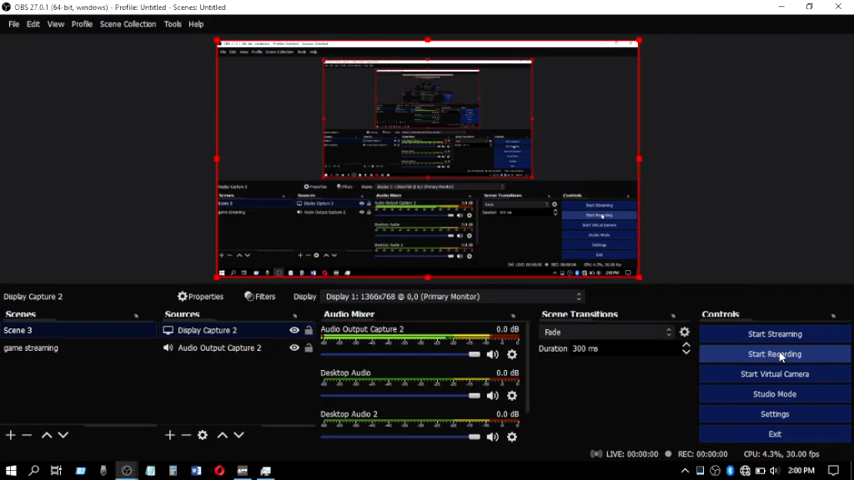 OBS 27.0.1 (64-bit, windows) - Profile: Untitled - Scenes: Untitled
File Edit View Profile Scene Collection Tools Help
Display Capture 2 Properties Filters Display Display 1: 1366x768 @ 0,0 (Primary Monitor)
Scenes Sources Audio Mixer Scene Transitions Controls
Scene 3
game streaming
Display Capture 2
Audio Output Capture 2
Audio Output Capture 2 0.0 dB
Desktop Audio 0.0 dB
Desktop Audio 2 0.0 dB
Fade
Duration 300 ms
Start Streaming
Start Recording
Start Virtual Camera
Studio Mode
Settings
Exit
LIVE: 00:00:00 REC: 00:00:00 CPU: 4.3%, 30.00 fps
2:00 PM